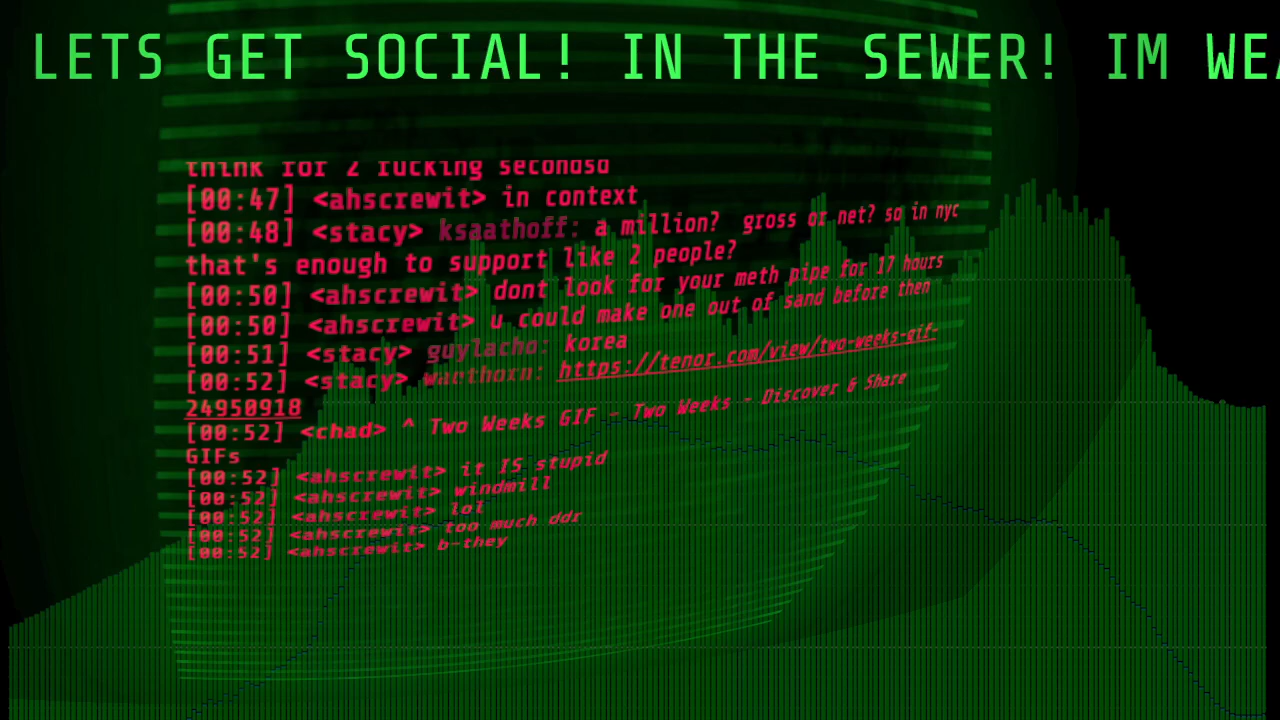 LETS GET SOCIAL! IN THE SEWER! IM WEA
think for 2 fucking secondso
[00:47] <ahscrewit> in context
[00:48] <stacy> ksaathoff: a million? gross or net? so in nyc
that's enough to support like 2 people?
[00:50] <ahscrewit> dont look for your meth pipe for 17 hours
[00:50] <ahscrewit> u could make one out of sand before then
[00:51] <stacy> guylacho: korea
[00:52] <stacy> wacthorn: https://tenor.com/view/two-weeks-gif-
24950918
[00:52] <chad> ^ Two Weeks GIF - Two Weeks - Discover & Share
GIFs
[00:52] <ahscrewit> it IS stupid
[00:52] <ahscrewit> windmill
[00:52] <ahscrewit> lol
[00:52] <ahscrewit> too much ddr
[00:52] <ahscrewit> b-they